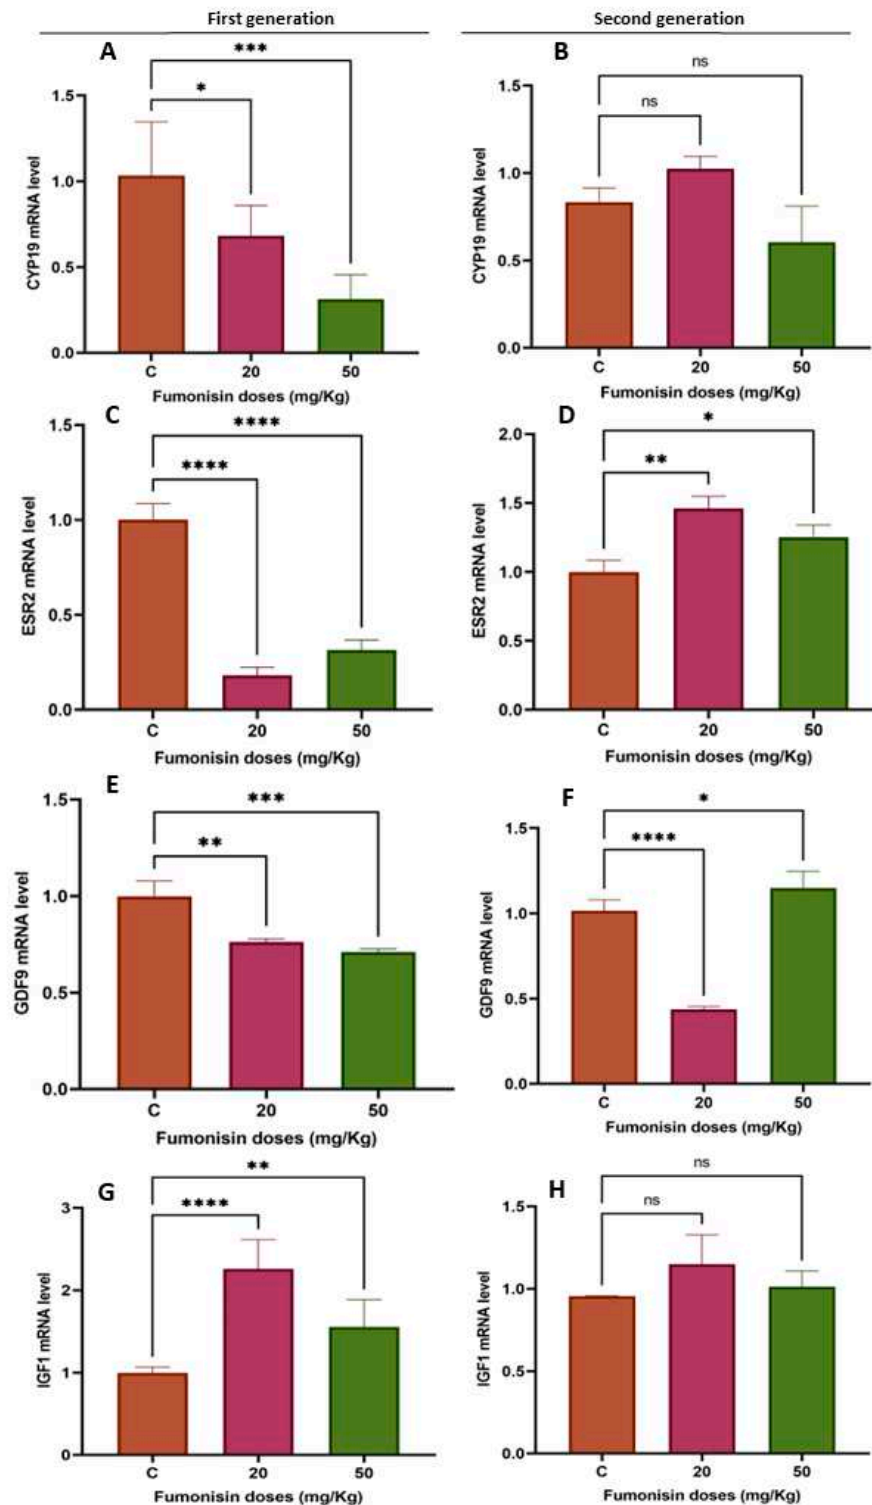 First generation
Second generation
A
***
*
CYP19 mRNA level
1.5
1.0
0.5
0.0
C 20 50
Fumonisin doses (mg/Kg)
B
ns
ns
CYP19 mRNA level
1.5
1.0
0.5
0.0
C 20 50
Fumonisin doses (mg/Kg)
C
****
****
ESR2 mRNA level
1.5
1.0
0.5
0.0
C 20 50
Fumonisin doses (mg/Kg)
D
*
**
ESR2 mRNA level
2.0
1.5
1.0
0.5
0.0
C 20 50
Fumonisin doses (mg/Kg)
E
***
**
GDF9 mRNA level
1.5
1.0
0.5
0.0
C 20 50
Fumonisin doses (mg/Kg)
F
*
****
GDF9 mRNA level
1.5
1.0
0.5
0.0
C 20 50
Fumonisin doses (mg/Kg)
G
**
****
IGF1 mRNA level
3
2
1
0
C 20 50
Fumonisin doses (mg/Kg)
H
ns
ns
IGF1 mRNA level
1.5
1.0
0.5
0.0
C 20 50
Fumonisin doses (mg/Kg)